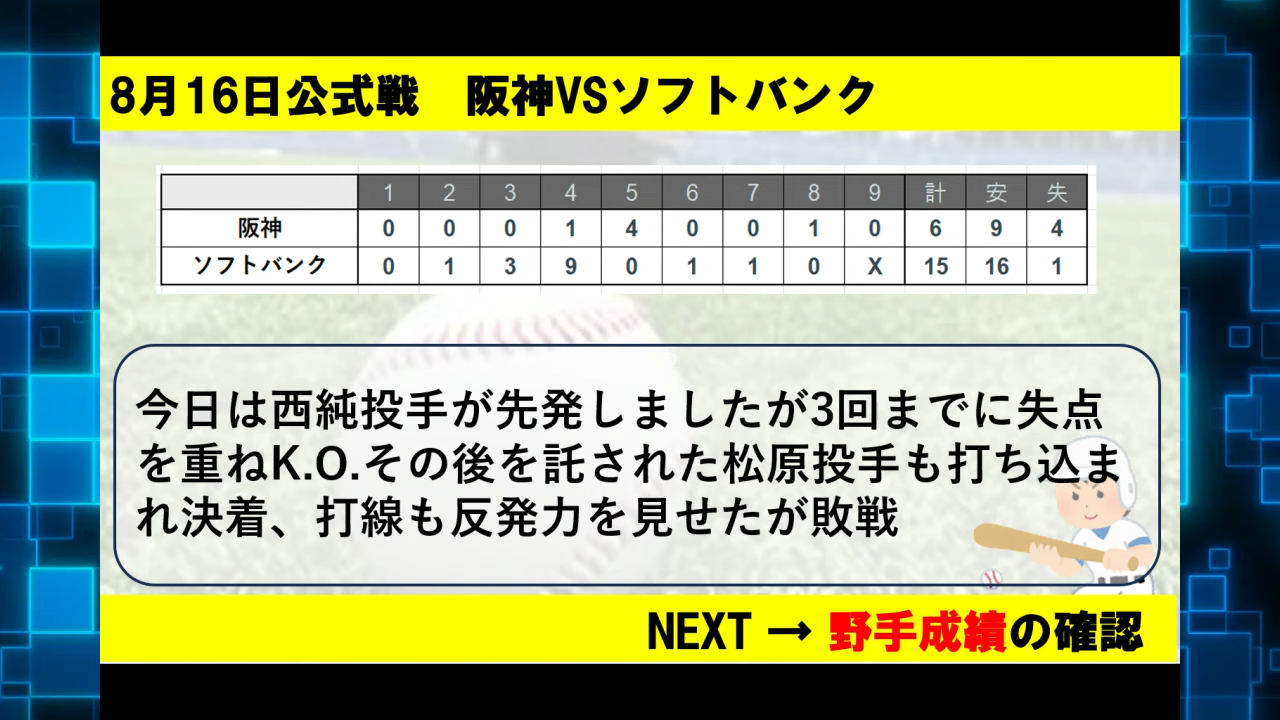 8月16日公式戦　阪神VSソフトバンク
1 2 3 4 5 6 7 8 9 計 安 失
阪神 0 0 0 1 4 0 0 1 0 6 9 4
ソフトバンク 0 1 3 9 0 1 1 0 X 15 16 1
今日は西純投手が先発しましたが3回までに失点
を重ねK.O.その後を託された松原投手も打ち込ま
れ決着、打線も反発力を見せたが敗戦
NEXT → 野手成績の確認